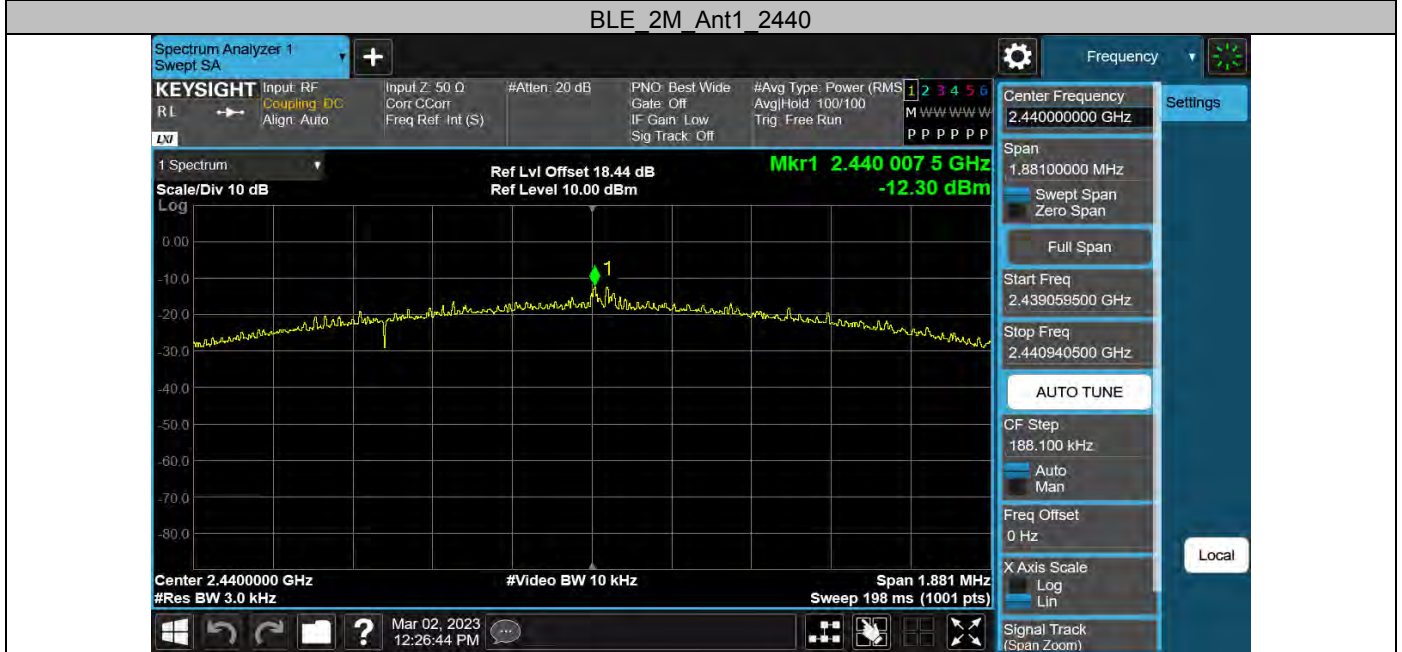 BLE_2M_Ant1_2440
Spectrum Analyzer 1
Swept SA
Frequency
KEYSIGHT
RL
LXI
Input: RF
Coupling: DC
Align: Auto
Input Z: 50 Ω
Corr CCorr
Freq Ref: Int (S)
#Atten: 20 dB
PNO: Best Wide
Gate: Off
IF Gain: Low
Sig Track: Off
#Avg Type: Power (RMS
Avg|Hold: 100/100
Trig: Free Run
1 2 3 4 5 6
M W W W W W
P P P P P P
Center Frequency
2.440000000 GHz
Settings
1 Spectrum
Scale/Div 10 dB
Log
Ref Lvl Offset 18.44 dB
Ref Level 10.00 dBm
Mkr1 2.440 007 5 GHz
-12.30 dBm
Span
1.88100000 MHz
Swept Span
Zero Span
Full Span
Start Freq
2.439059500 GHz
Stop Freq
2.440940500 GHz
AUTO TUNE
CF Step
188.100 kHz
Auto
Man
Freq Offset
0 Hz
X Axis Scale
Log
Lin
Signal Track
(Span Zoom)
Local
1
0.00
-10.0
-20.0
-30.0
-40.0
-50.0
-60.0
-70.0
-80.0
Center 2.4400000 GHz
#Res BW 3.0 kHz
#Video BW 10 kHz
Span 1.881 MHz
Sweep 198 ms (1001 pts)
?
Mar 02, 2023
12:26:44 PM